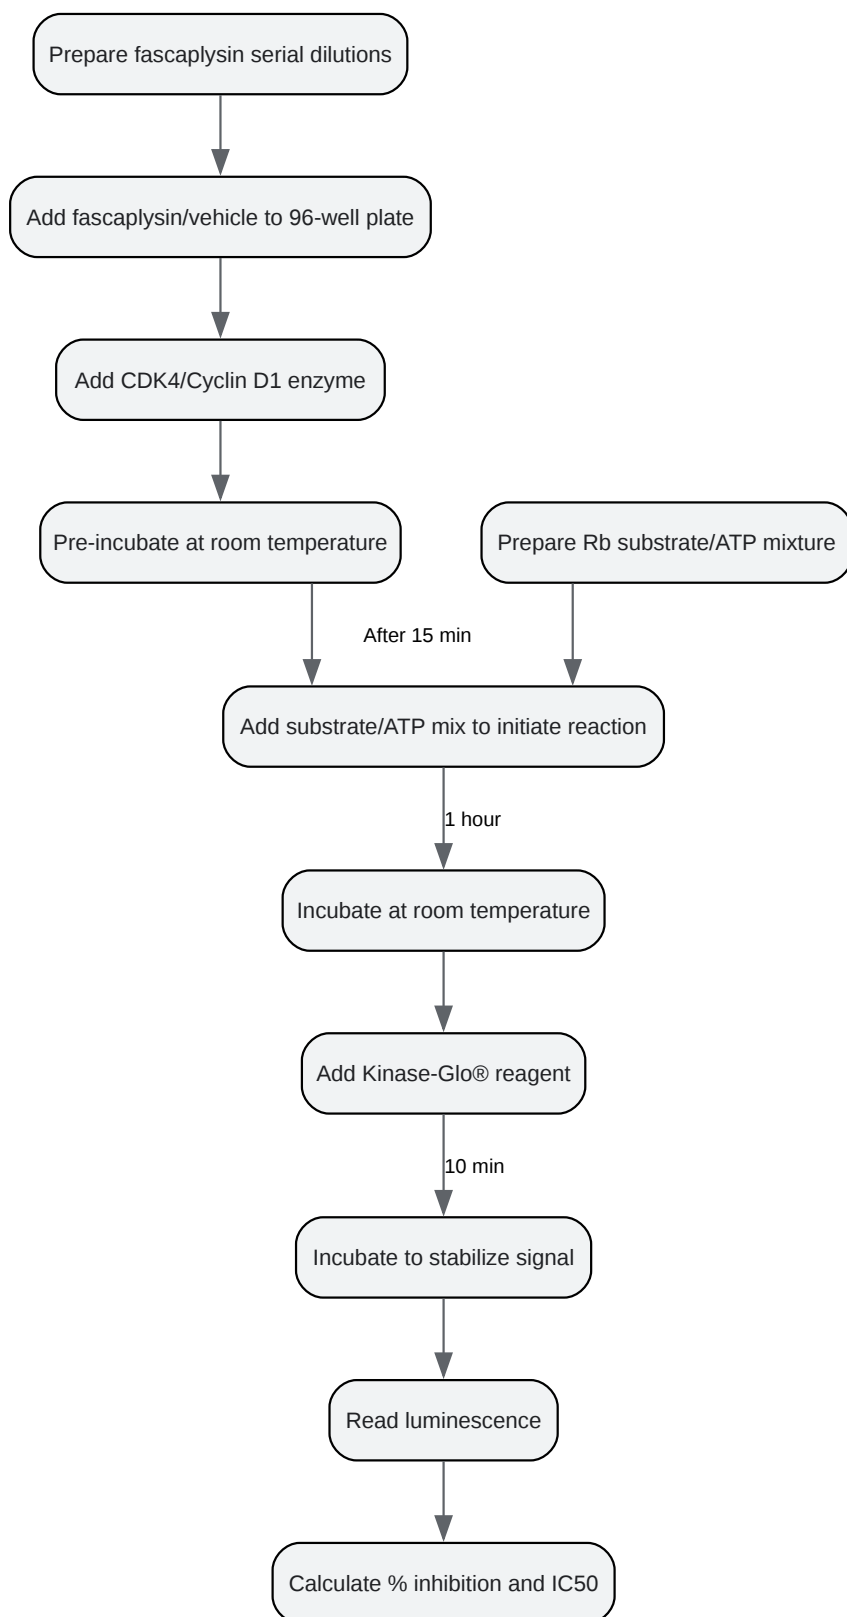 Prepare fascaplysin serial dilutions
Add fascaplysin/vehicle to 96-well plate
Add CDK4/Cyclin D1 enzyme
Pre-incubate at room temperature
Prepare Rb substrate/ATP mixture
After 15 min
Add substrate/ATP mix to initiate reaction
1 hour
Incubate at room temperature
Add Kinase-Glo® reagent
10 min
Incubate to stabilize signal
Read luminescence
Calculate % inhibition and IC50